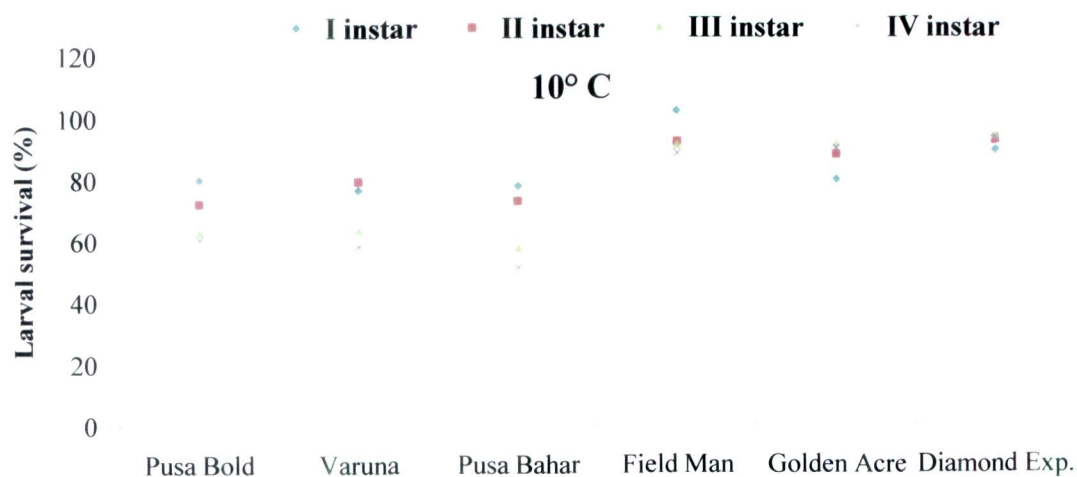 I instar II instar III instar IV instar
120
10° C
100
80
60
40
20
0
Larval survival (%)
Pusa Bold Varuna Pusa Bahar Field Man Golden Acre Diamond Exp.